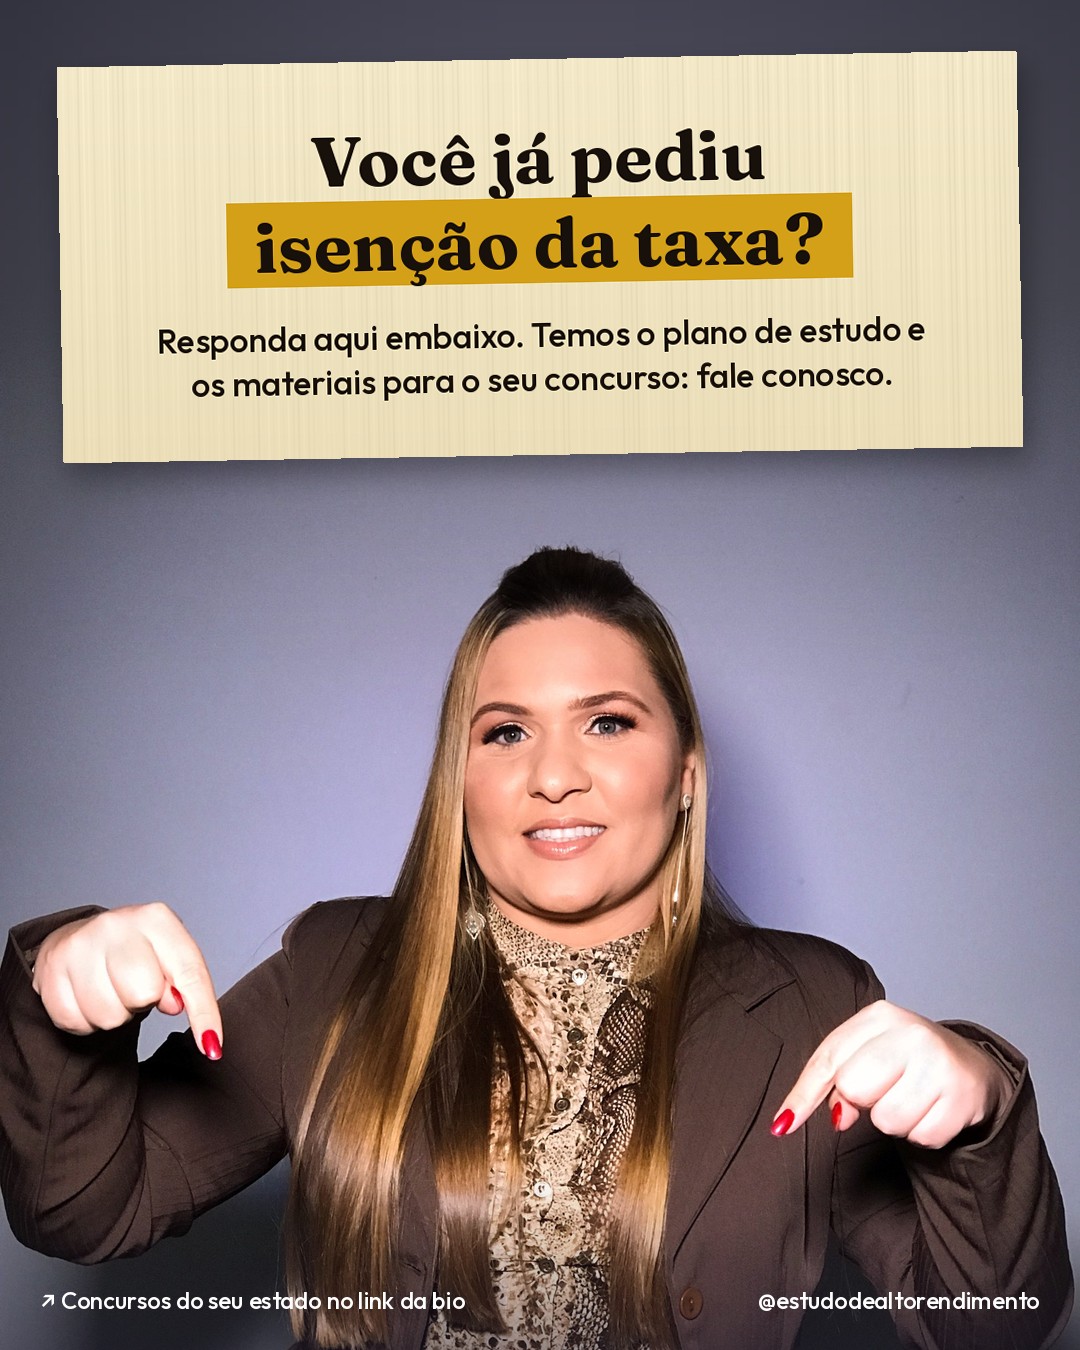 Você já pediu
isenção da taxa?
Responda aqui embaixo. Temos o plano de estudo e
os materiais para o seu concurso: fale conosco.
↗ Concursos do seu estado no link da bio
@estudodealtorendimento